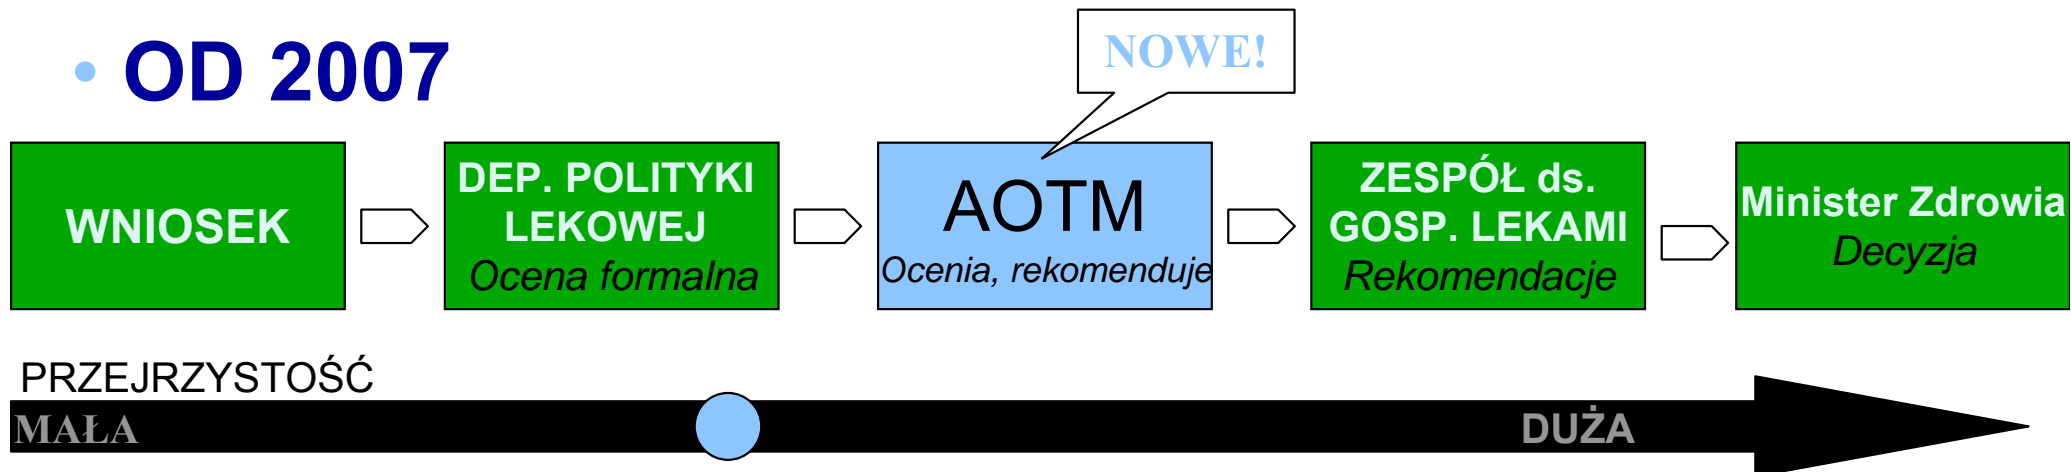 • OD 2007
NOWE!
WNIOSEK
DEP. POLITYKI
LEKOWEJ
Ocena formalna
AOTM
Ocenia, rekomenduje
ZESPÓŁ ds.
GOSP. LEKAMI
Rekomendacje
Minister Zdrowia
Decyzja
PRZEJRZYSTOŚĆ
MAŁA
DUŻA